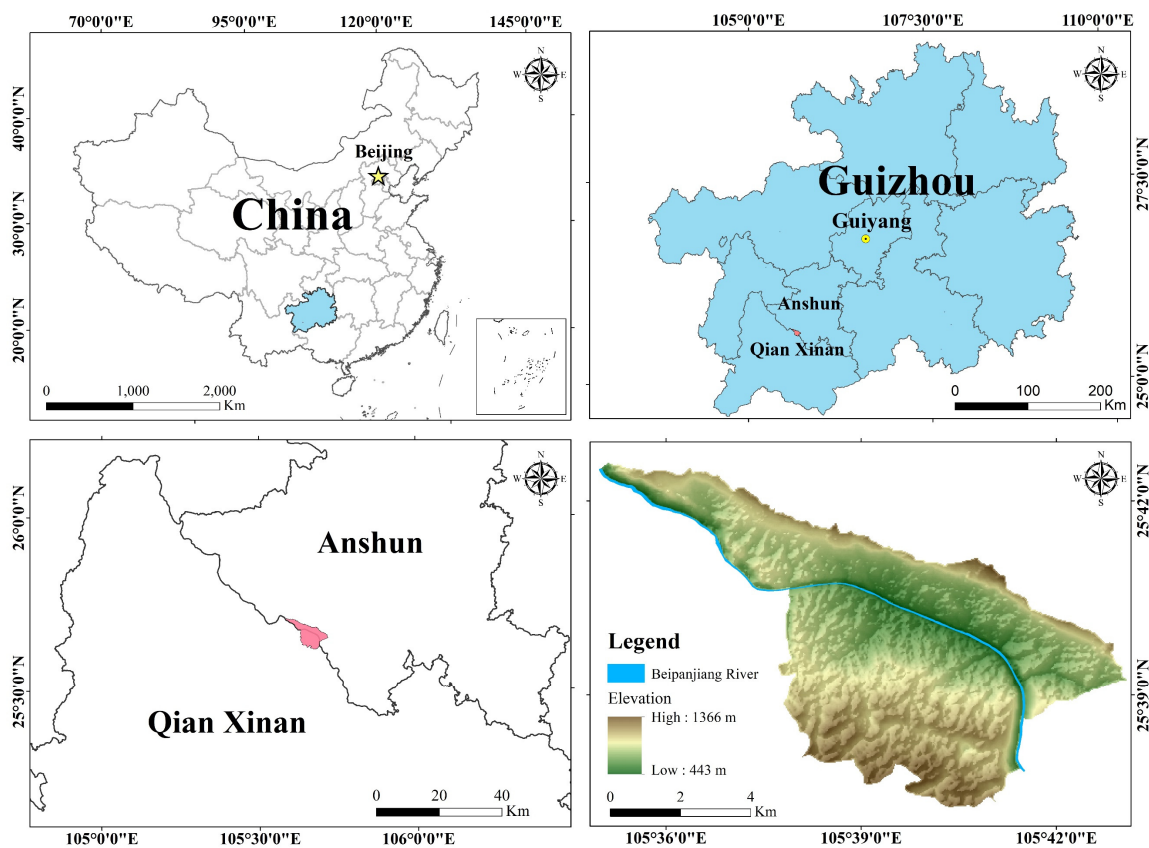 70°0'0"E 95°0'0"E 120°0'0"E 145°0'0"E
40°0'0"N
30°0'0"N
20°0'0"N
N
W E
S
Beijing
China
0 1,000 2,000
Km
105°0'0"E 107°3'0"E 110°0'0"E
27°30'0"N
25°0'0"N
N
W E
S
Guizhou
Guiyang
Anshun
Qian Xinan
0 100 200
Km
26°0'0"N
25°30'0"N
N
W E
S
Anshun
Qian Xinan
0 20 40
Km
105°0'0"E 105°3'0"E 106°0'0"E
N
W E
S
25°42'0"N
25°39'0"N
Legend
Beipanjiang River
Elevation
High : 1366 m
Low : 443 m
0 2 4
Km
105°36'0"E 105°39'0"E 105°42'0"E